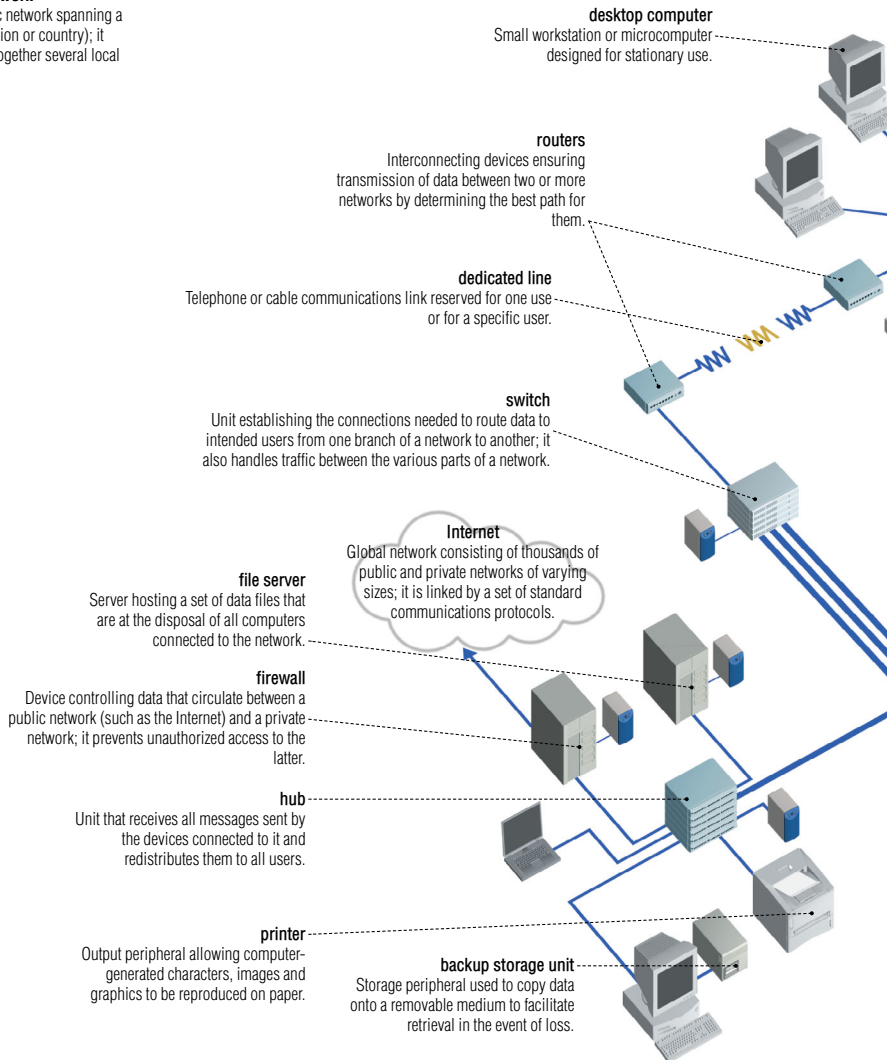 network spanning a
ion or country); it
ogether several local
desktop computer
Small workstation or microcomputer
designed for stationary use.
routers
Interconnecting devices ensuring
transmission of data between two or more
networks by determining the best path for
them.
dedicated line
Telephone or cable communications link reserved for one use
or for a specific user.
switch
Unit establishing the connections needed to route data to
intended users from one branch of a network to another; it
also handles traffic between the various parts of a network.
Internet
Global network consisting of thousands of
public and private networks of varying
sizes; it is linked by a set of standard
communications protocols.
file server
Server hosting a set of data files that
are at the disposal of all computers
connected to the network.
firewall
Device controlling data that circulate between a
public network (such as the Internet) and a private
network; it prevents unauthorized access to the
latter.
hub
Unit that receives all messages sent by
the devices connected to it and
redistributes them to all users.
printer
Output peripheral allowing computer-
generated characters, images and
graphics to be reproduced on paper.
backup storage unit
Storage peripheral used to copy data
onto a removable medium to facilitate
retrieval in the event of loss.